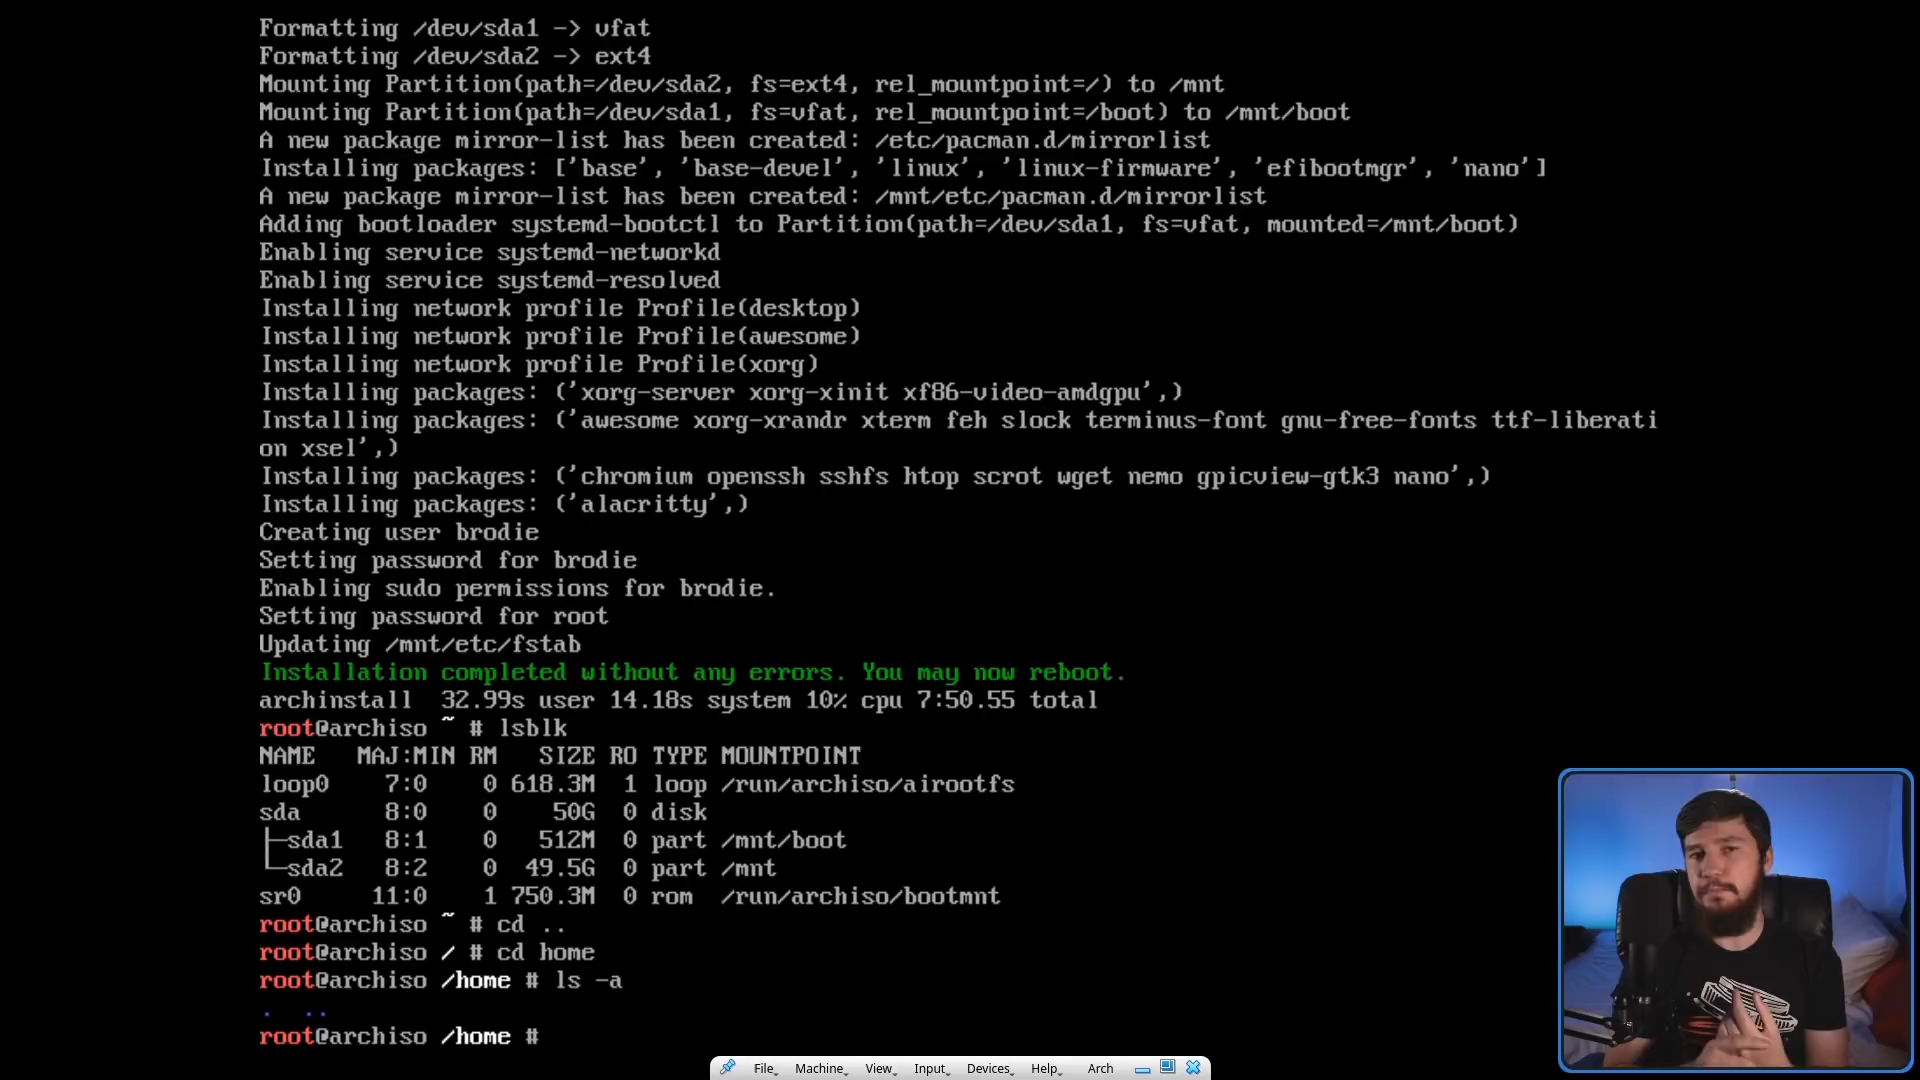 Formatting /dev/sda1 -> vfat
Formatting /dev/sda2 -> ext4
Mounting Partition(path=/dev/sda2, fs=ext4, rel_mountpoint=/) to /mnt
Mounting Partition(path=/dev/sda1, fs=vfat, rel_mountpoint=/boot) to /mnt/boot
A new package mirror-list has been created: /etc/pacman.d/mirrorlist
Installing packages: ['base', 'base-devel', 'linux', 'linux-firmware', 'efibootmgr', 'nano']
A new package mirror-list has been created: /mnt/etc/pacman.d/mirrorlist
Adding bootloader systemd-bootctl to Partition(path=/dev/sda1, fs=vfat, mounted=/mnt/boot)
Enabling service systemd-networkd
Enabling service systemd-resolved
Installing network profile Profile(desktop)
Installing network profile Profile(awesome)
Installing network profile Profile(xorg)
Installing packages: ('xorg-server xorg-xinit xf86-video-amdgpu',)
Installing packages: ('awesome xorg-xrandr xterm feh slock terminus-font gnu-free-fonts ttf-liberati
on xsel',)
Installing packages: ('chromium openssh sshfs htop scrot wget nemo gpicview-gtk3 nano',)
Installing packages: ('alacritty',)
Creating user brodie
Setting password for brodie
Enabling sudo permissions for brodie.
Setting password for root
Updating /mnt/etc/fstab
Installation completed without any errors. You may now reboot.
archinstall  32.99s user 14.18s system 10% cpu 7:50.55 total
root@archiso ~ # lsblk
NAME   MAJ:MIN RM   SIZE RO TYPE MOUNTPOINT
loop0    7:0    0 618.3M  1 loop /run/archiso/airootfs
sda      8:0    0    50G  0 disk
├─sda1   8:1    0   512M  0 part /mnt/boot
└─sda2   8:2    0  49.5G  0 part /mnt
sr0     11:0    1 750.3M  0 rom  /run/archiso/bootmnt
root@archiso ~ # cd ..
root@archiso / # cd home
root@archiso /home # ls -a
.  ..
root@archiso /home #
File Machine View Input Devices Help Arch